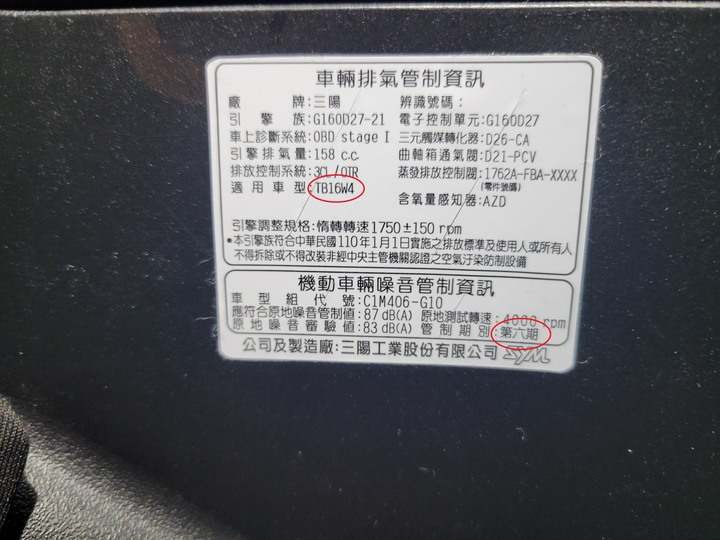 車輛排氣管制資訊
廠牌:三陽 辨識號碼:
引擎族:G160D27-21 電子控制單元:G160D27
車上診斷系統:OBD stage I 三元觸媒轉化器:D26-CA
引擎排氣量:158 c.c. 曲軸箱通氣閥:D21-PCV
排放控制系統:3CL/OTR 蒸發排放控制:1762A-FBA-XXXX
適用車型:TB16W4 (零件號碼)
含氧量感知器:AZD
引擎調整規格:惰轉轉速1750±150 rpm
•本引擎族符合中華民國110年1月1日實施之排放標準及使用人或所有人
不得拆除或不得改裝非經中央主管機關認證之空氣汙染防制設備
機動車輛噪音管制資訊
車型組代號:C1M406-G10
應符合原地噪音管制值:87dB(A) 原地測試轉速:4000 rpm
原地噪音審驗值:83dB(A) 管制期別:第六期
公司及製造廠:三陽工業股份有限公司